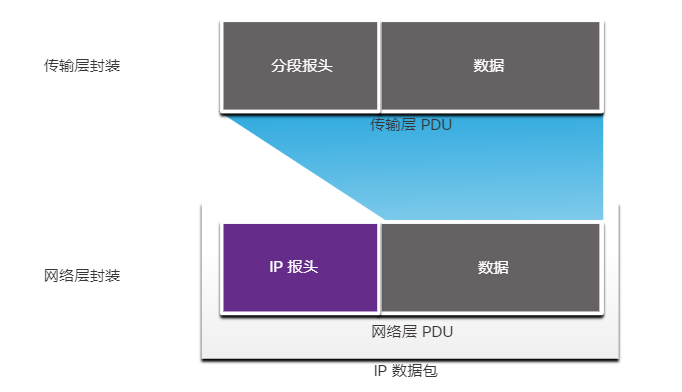 传输层封装
分段报头
数据
传输层 PDU
网络层封装
IP 报头
数据
网络层 PDU
IP 数据包